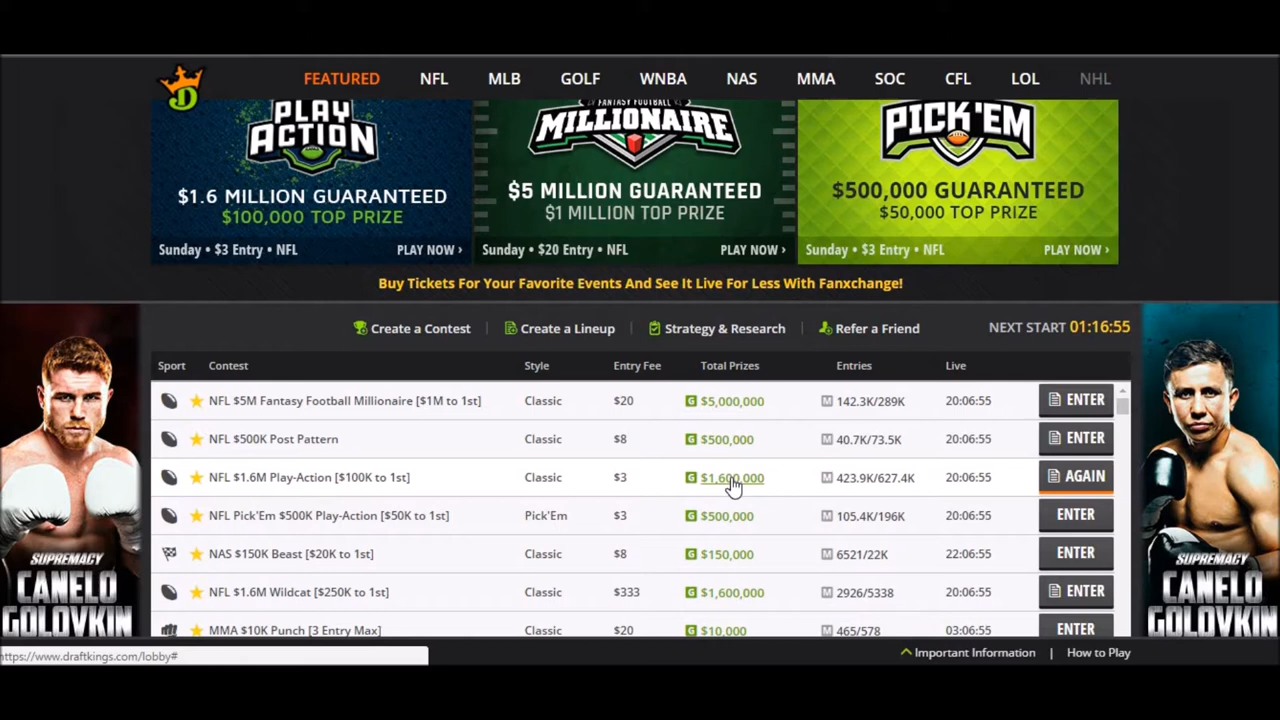 FEATURED NFL MLB GOLF WNBA NAS MMA SOC CFL LOL NHL
D
PLAY ACTION
$1.6 MILLION GUARANTEED
$100,000 TOP PRIZE
Sunday • $3 Entry • NFL PLAY NOW ›
FANTASY FOOTBALL
MILLIONAIRE
$5 MILLION GUARANTEED
$1 MILLION TOP PRIZE
Sunday • $20 Entry • NFL PLAY NOW ›
PICK'EM
$500,000 GUARANTEED
$50,000 TOP PRIZE
Sunday • $3 Entry • NFL PLAY NOW ›
Buy Tickets For Your Favorite Events And See It Live For Less With Fanxchange!
Create a Contest | Create a Lineup | Strategy & Research | Refer a Friend NEXT START 01:16:55
Sport Contest Style Entry Fee Total Prizes Entries Live
NFL $5M Fantasy Football Millionaire [$1M to 1st] Classic $20 G $5,000,000 M 142.3K/289K 20:06:55 ENTER
NFL $500K Post Pattern Classic $8 G $500,000 M 40.7K/73.5K 20:06:55 ENTER
NFL $1.6M Play-Action [$100K to 1st] Classic $3 G $1,600,000 M 423.9K/627.4K 20:06:55 AGAIN
NFL Pick'Em $500K Play-Action [$50K to 1st] Pick'Em $3 G $500,000 M 105.4K/196K 20:06:55 ENTER
NAS $150K Beast [$20K to 1st] Classic $8 G $150,000 M 6521/22K 22:06:55 ENTER
NFL $1.6M Wildcat [$250K to 1st] Classic $333 G $1,600,000 M 2926/5338 20:06:55 ENTER
MMA $10K Punch [3 Entry Max] Classic $20 G $10,000 M 465/578 03:06:55 ENTER
SUPREMACY
CANELO
GOLOVKIN
SUPREMACY
CANELO
GOLOVKIN
https://www.draftkings.com/lobby#
Important Information | How to Play